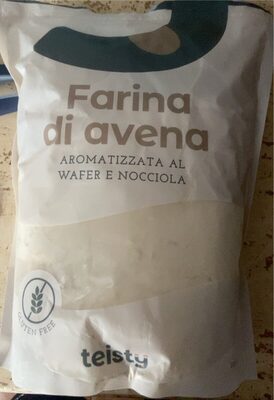 Farina
di avena
AROMATIZZATA AL
WAFER E NOCCIOLA
GLUTEN FREE
teisty